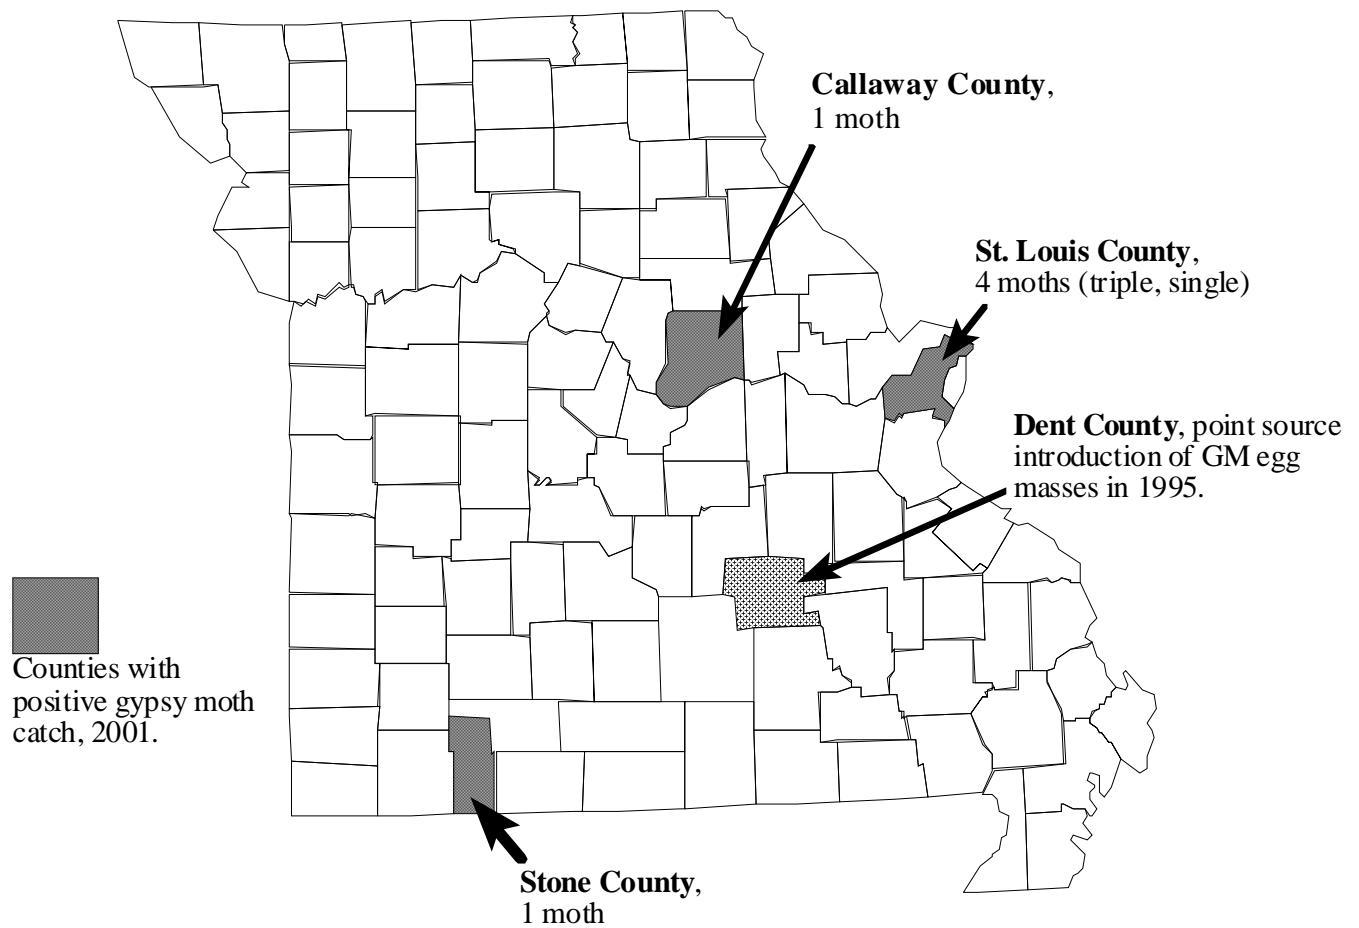 Callaway County,
1 moth
St. Louis County,
4 moths (triple, single)
Dent County, point source
introduction of GM egg
masses in 1995.
Counties with
positive gypsy moth
catch, 2001.
Stone County,
1 moth